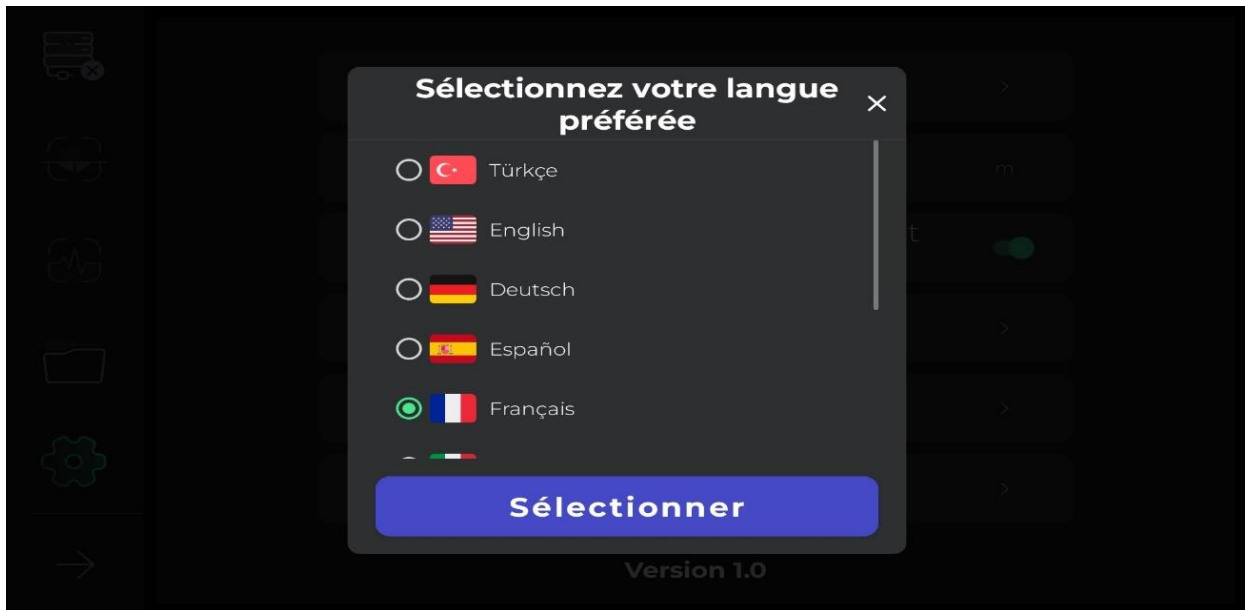 Sélectionnez votre langue
préférée
Türkçe
m
English
t
Deutsch
Español
Français
Sélectionner
Version 1.0